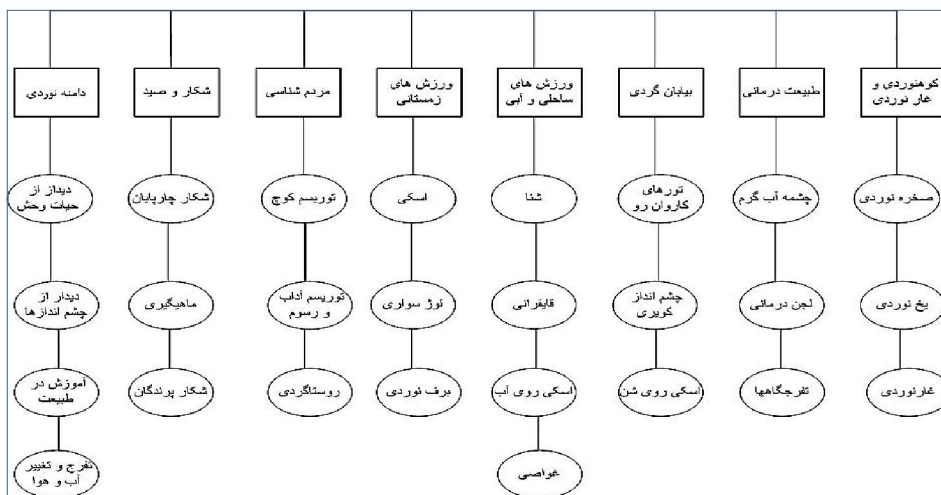 کوهنوردی و
غار نوردی
طبیعت درمانی
بیابان گردی
ورزش های
ساحلی و آبی
ورزش های
زمستانی
مردم شناسی
شکار و صید
دامنه نوردی
صخره نوردی
چشمه آب گرم
تورهای
کاروان رو
شنا
اسکی
توریسم کوچ
شکار چارپایان
دیداز از
حیات وحش
یخ نوردی
لجن درمانی
چشم انداز
کویری
قایقرانی
لوژ سواری
توریسم آداب
و رسوم
ماهیگیری
دیدار از
چشم اندازها
غارنوردی
تفرجگاهها
اسکی روی شن
اسکی روی آب
برف نوردی
روستاگردی
شکار پرندگان
آموزش در
طبیعت
غواصی
تفرج و تغییر
آب و هوا